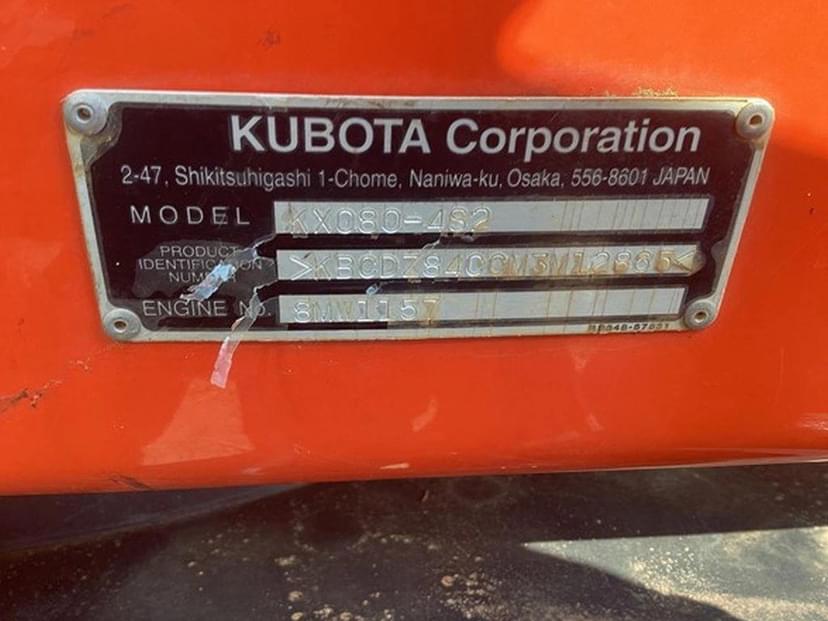 KUBOTA Corporation
2-47, Shikitsuhigashi 1-Chome, Naniwa-ku, Osaka, 556-8601 JAPAN
MODEL KX080-4S2
PRODUCT
IDENTIFICATION >KBCDZ84CCM3M12865<
NUMBER
ENGINE NO. 8MW1157